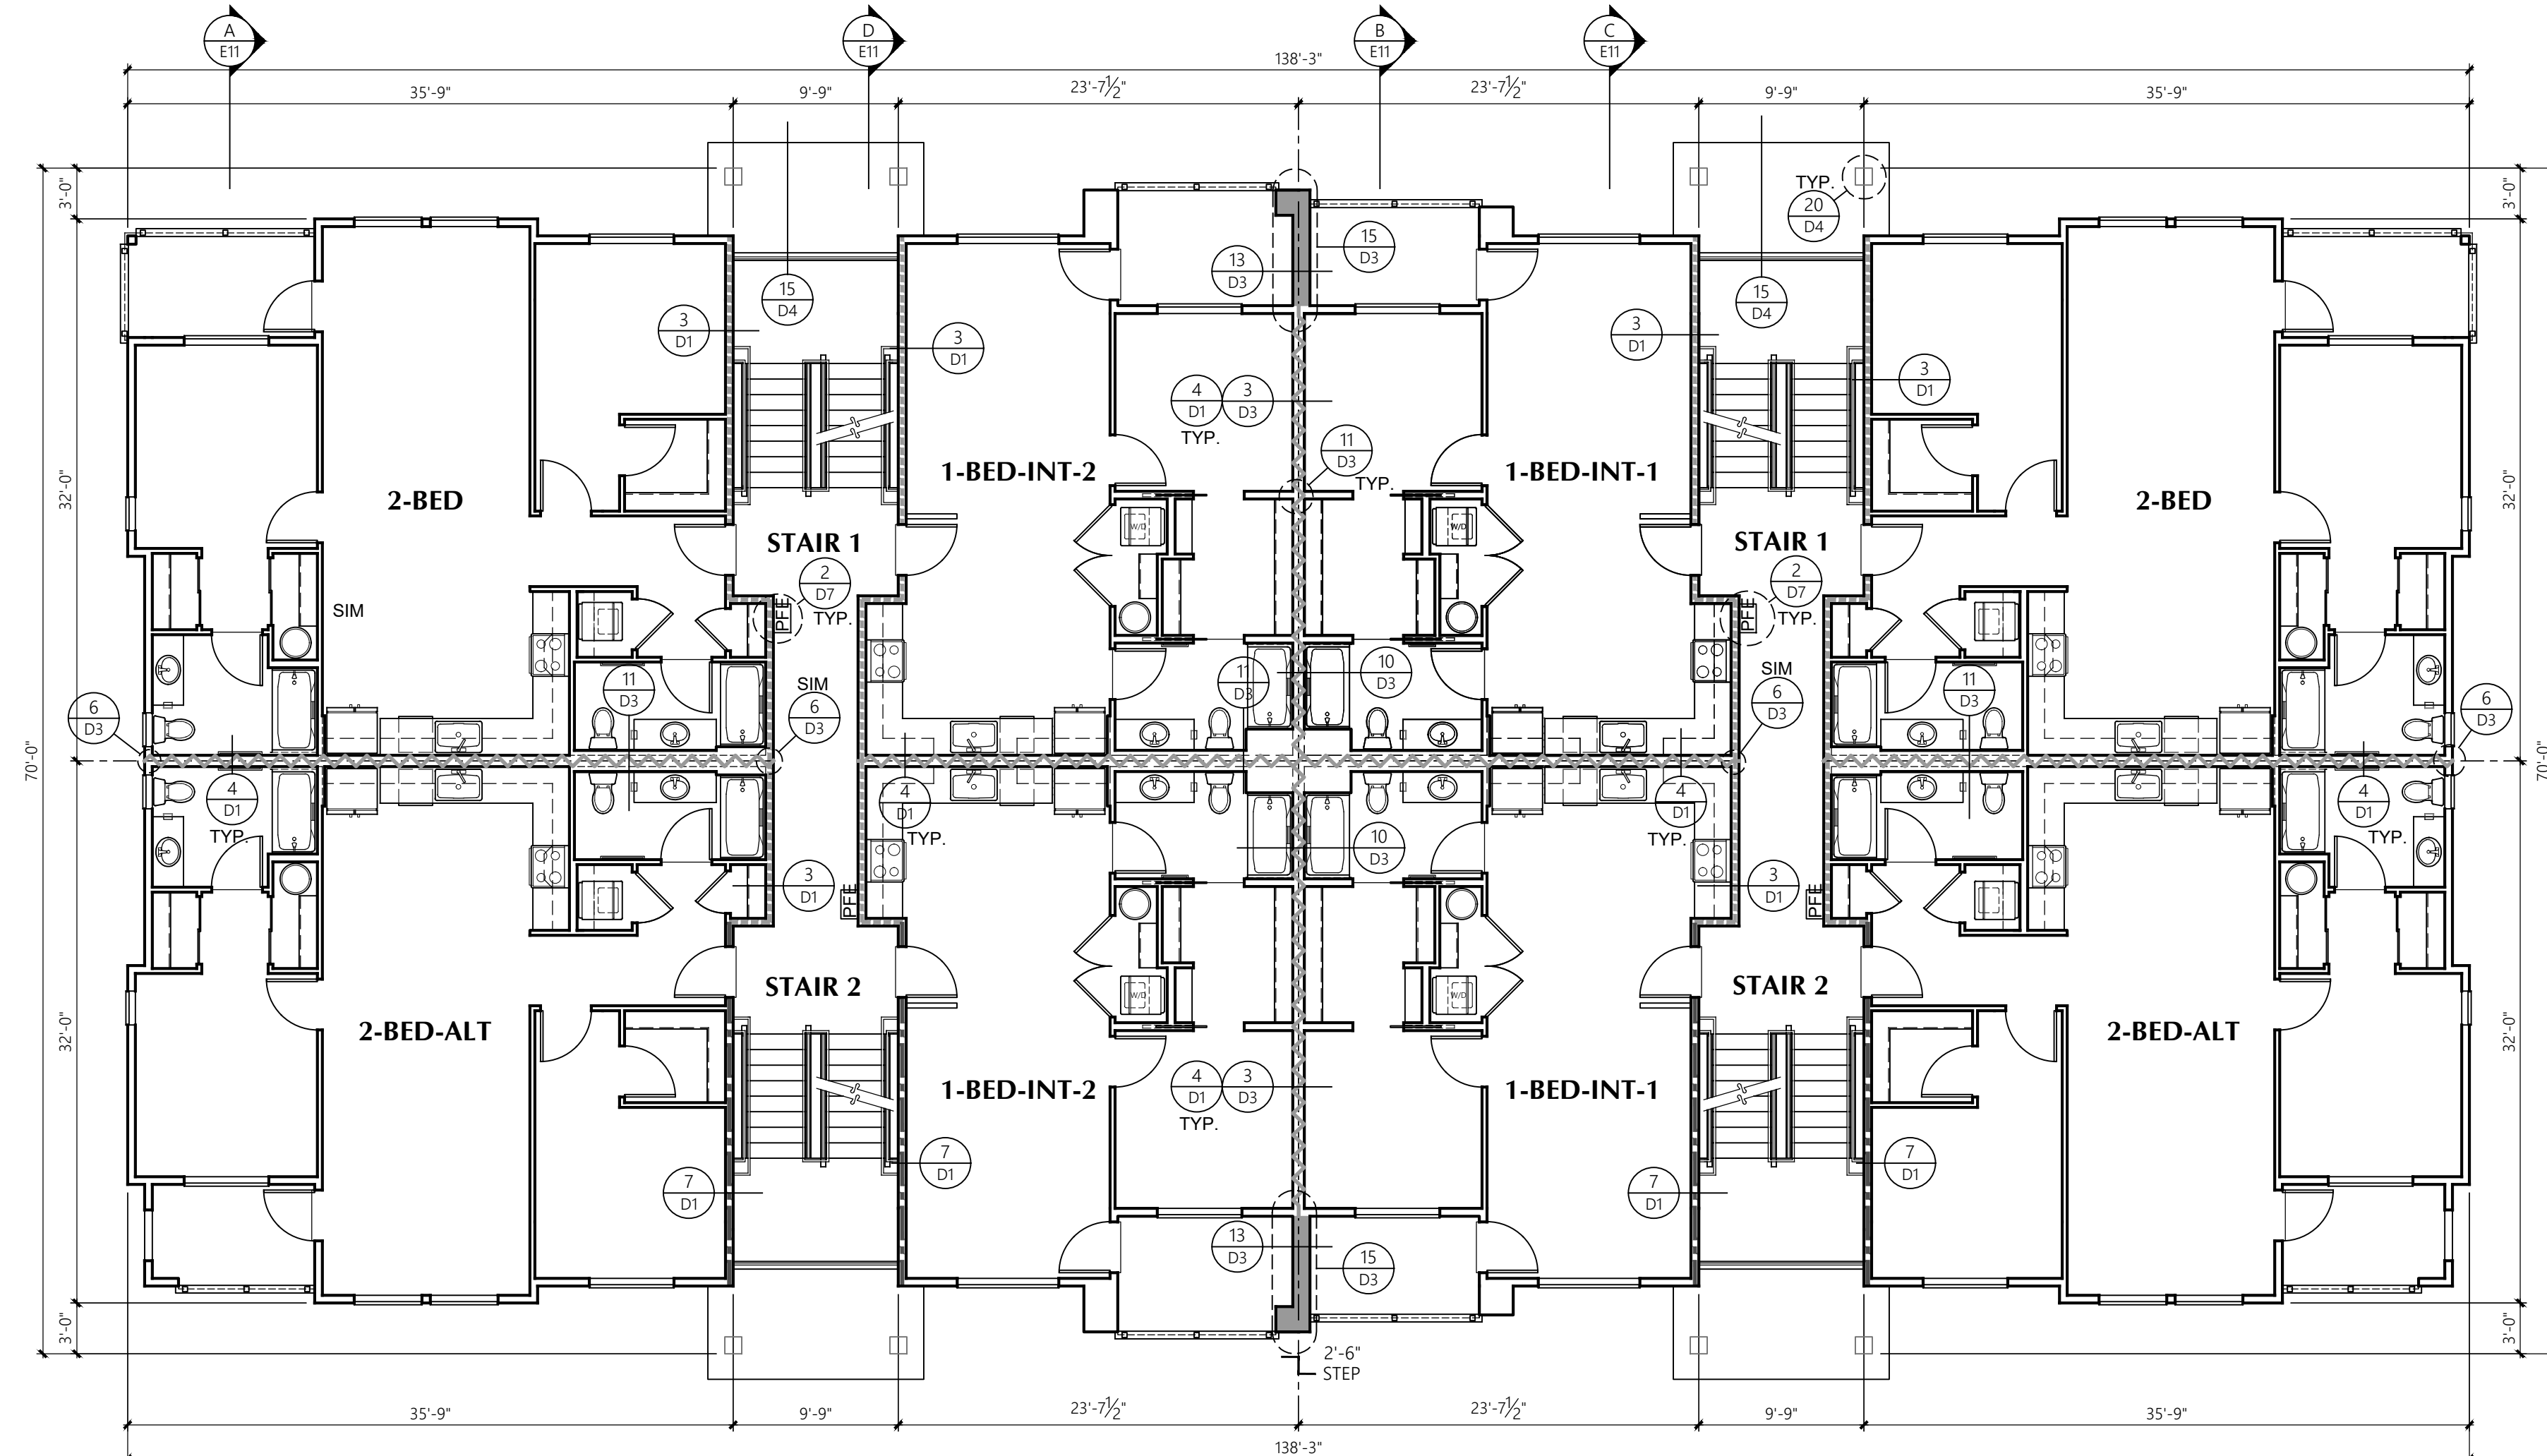 A
E11
D
E11
B
E11
C
E11
138'-3"
35'-9"
9'-9"
23'-7½"
23'-7½"
9'-9"
35'-9"
3'-0"
3'-0"
TYP.
20
D4
15
D3
13
D3
15
D4
15
D4
3
D1
3
D1
3
D1
3
D1
4
D1
3
D3
TYP.
11
D3
TYP.
32'-0"
2-BED
1-BED-INT-2
1-BED-INT-1
2-BED
32'-0"
W/D
W/D
STAIR 1
STAIR 1
2
D7
TYP.
2
D7
TYP.
SIM
PFE
PFE
SIM
6
D3
11
D3
SIM
6
D3
11
D3
10
D3
6
D3
11
D3
6
D3
70'-0"
70'-0"
4
D1
TYP.
4
D1
TYP.
4
D1
TYP.
4
D1
TYP.
10
D3
3
D1
3
D1
PFE
PFE
STAIR 2
STAIR 2
W/D
W/D
32'-0"
2-BED-ALT
2-BED-ALT
32'-0"
1-BED-INT-2
1-BED-INT-1
4
D1
3
D3
TYP.
7
D1
7
D1
7
D1
7
D1
13
D3
15
D3
3'-0"
3'-0"
2'-6"
STEP
35'-9"
9'-9"
23'-7½"
23'-7½"
9'-9"
35'-9"
138'-3"